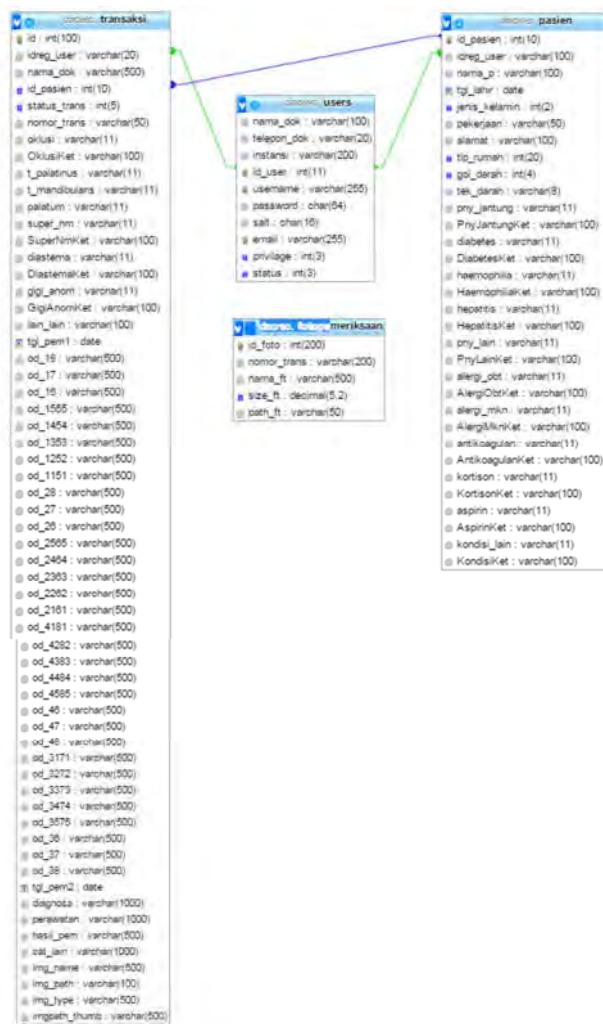 transaksi
id : int(100)
idreg_user : varchar(20)
nama_dok : varchar(500)
id_pasien : int(10)
status_trans : int(5)
nomor_trans : varchar(50)
oklusi : varchar(11)
OklusiKet : varchar(100)
t_palatinus : varchar(11)
t_mandibularis : varchar(11)
palatum : varchar(11)
super_nm : varchar(11)
SuperNmKet : varchar(100)
diastema : varchar(11)
DiastemaKet : varchar(100)
gigi_anom : varchar(11)
GigiAnomKet : varchar(100)
lain_lain : varchar(100)
tgl_pem1 : date
od_18 : varchar(500)
od_17 : varchar(500)
od_16 : varchar(500)
od_1555 : varchar(500)
od_1454 : varchar(500)
od_1353 : varchar(500)
od_1252 : varchar(500)
od_1151 : varchar(500)
od_28 : varchar(500)
od_27 : varchar(500)
od_26 : varchar(500)
od_2565 : varchar(500)
od_2464 : varchar(500)
od_2363 : varchar(500)
od_2262 : varchar(500)
od_2161 : varchar(500)
od_4181 : varchar(500)
od_4282 : varchar(500)
od_4383 : varchar(500)
od_4484 : varchar(500)
od_4585 : varchar(500)
od_46 : varchar(500)
od_47 : varchar(500)
od_48 : varchar(500)
od_3171 : varchar(500)
od_3272 : varchar(500)
od_3373 : varchar(500)
od_3474 : varchar(500)
od_3575 : varchar(500)
od_36 : varchar(500)
od_37 : varchar(500)
od_38 : varchar(500)
tgl_pem2 : date
diagnosa : varchar(1000)
perawatan : varchar(1000)
hasil_pem : varchar(500)
cat_lain : varchar(1000)
img_name : varchar(500)
img_path : varchar(100)
img_type : varchar(500)
imgpath_thumb : varchar(500)
users
nama_dok : varchar(100)
telepon_dok : varchar(20)
instansi : varchar(200)
id_user : int(11)
username : varchar(255)
password : char(64)
salt : char(16)
email : varchar(255)
privilage : int(3)
status : int(3)
fotopemeriksaan
id_foto : int(200)
nomor_trans : varchar(200)
nama_ft : varchar(500)
size_ft : decimal(5,2)
path_ft : varchar(50)
pasien
id_pasien : int(10)
idreg_user : varchar(100)
nama_p : varchar(100)
tgl_lahir : date
jenis_kelamin : int(2)
pekerjaan : varchar(50)
alamat : varchar(100)
tlp_rumah : int(20)
gol_darah : int(4)
tek_darah : varchar(8)
pny_jantung : varchar(11)
PnyJantungKet : varchar(100)
diabetes : varchar(11)
DiabetesKet : varchar(100)
haemophilia : varchar(11)
HaemophiliaKet : varchar(100)
hepatitis : varchar(11)
HepatitisKet : varchar(100)
pny_lain : varchar(11)
PnyLainKet : varchar(100)
alergi_obt : varchar(11)
AlergiObtKet : varchar(100)
alergi_mkn : varchar(11)
AlergiMknKet : varchar(100)
antikoagulan : varchar(11)
AntikoagulanKet : varchar(100)
kortison : varchar(11)
KortisonKet : varchar(100)
aspirin : varchar(11)
AspirinKet : varchar(100)
kondisi_lain : varchar(11)
KondisiKet : varchar(100)